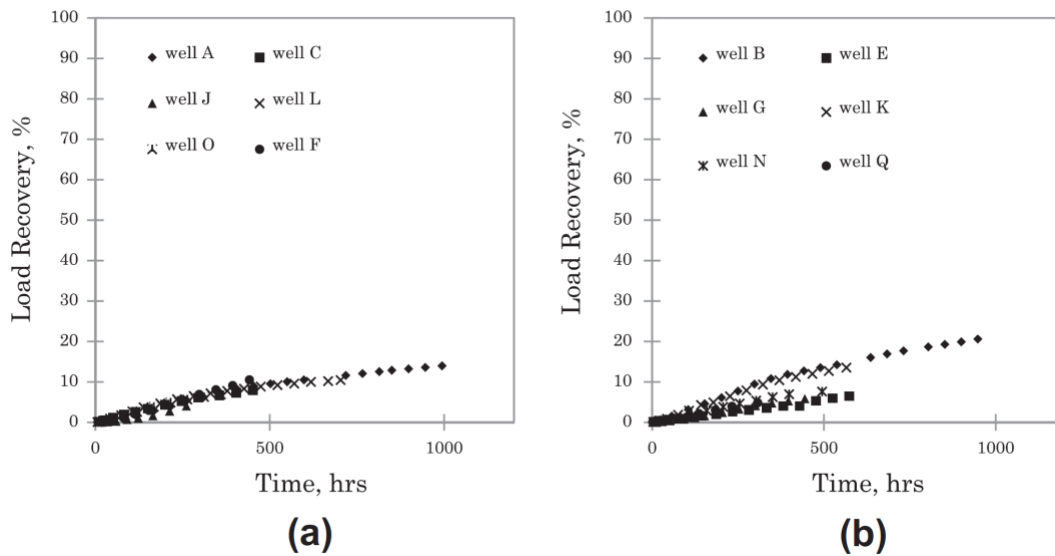 100
90
80
70
60
50
40
30
20
10
0
Load Recovery, %
well A
well C
well J
well L
well O
well F
0
500
1000
Time, hrs
(a)
100
90
80
70
60
50
40
30
20
10
0
Load Recovery, %
well B
well E
well G
well K
well N
well Q
0
500
1000
Time, hrs
(b)